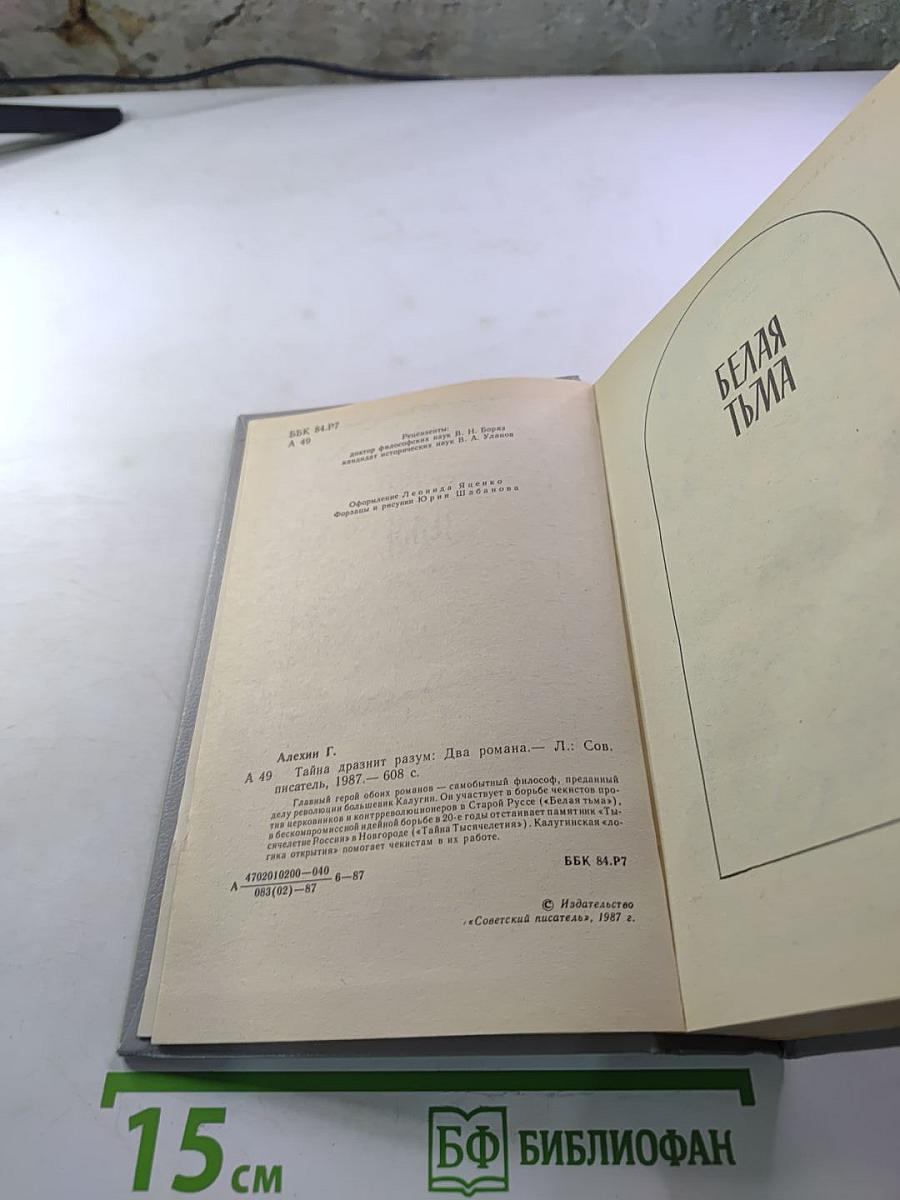 ББК 84.Р7
А 49
Рецензенты:
доктор философских наук В. Н. Боряз
кандидат исторических наук В. А. Уланов
Оформление Леонида Яценко
Форзацы и рисунки Юрия Шабанова
Алехин Г.
А 49 Тайна дразнит разум: Два романа.— Л.: Сов.
писатель, 1987.— 608 с.
Главный герой обоих романов — самобытный философ, преданный
делу революции большевик Калугин. Он участвует в борьбе чекистов про-
тив церковников и контрреволюционеров в Старой Руссе («Белая тьма»),
в бескомпромиссной идейной борьбе в 20-е годы отстаивает памятник «Ты-
сячелетие России» в Новгороде («Тайна Тысячелетия»). Калугинская «ло-
гика открытия» помогает чекистам в их работе.
А 4702010200—040 6—87
083(02)—87
ББК 84.Р7
© Издательство
«Советский писатель», 1987 г.
БЕЛАЯ
ТЬМА
15 см
БФ БИБЛИОФАН